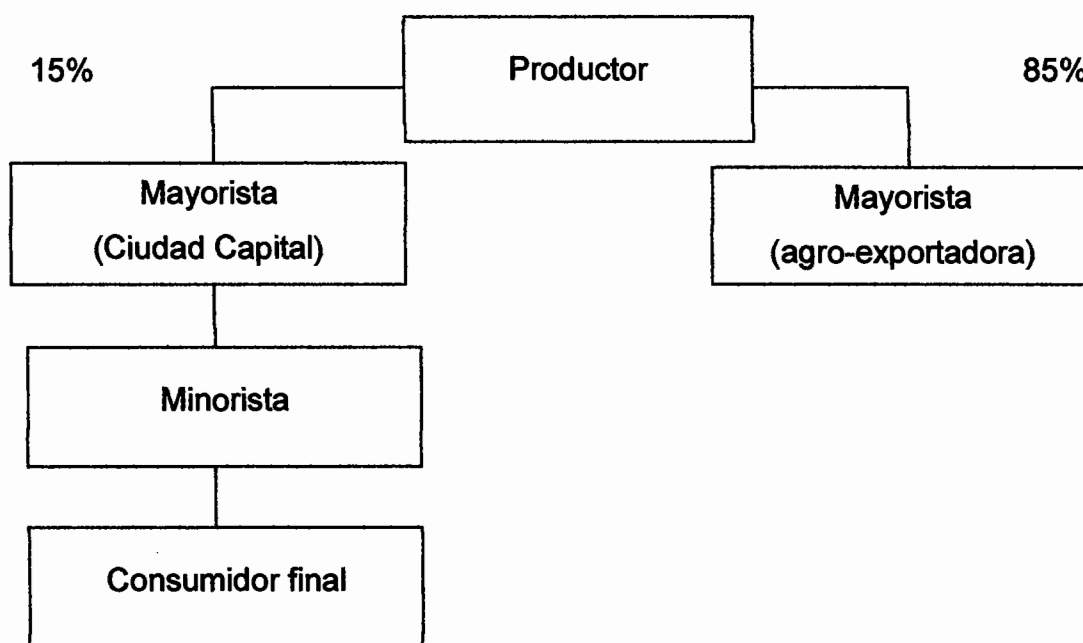 15%
Productor
85%
Mayorista
(Ciudad Capital)
Mayorista
(agro-exportadora)
Minorista
Consumidor final